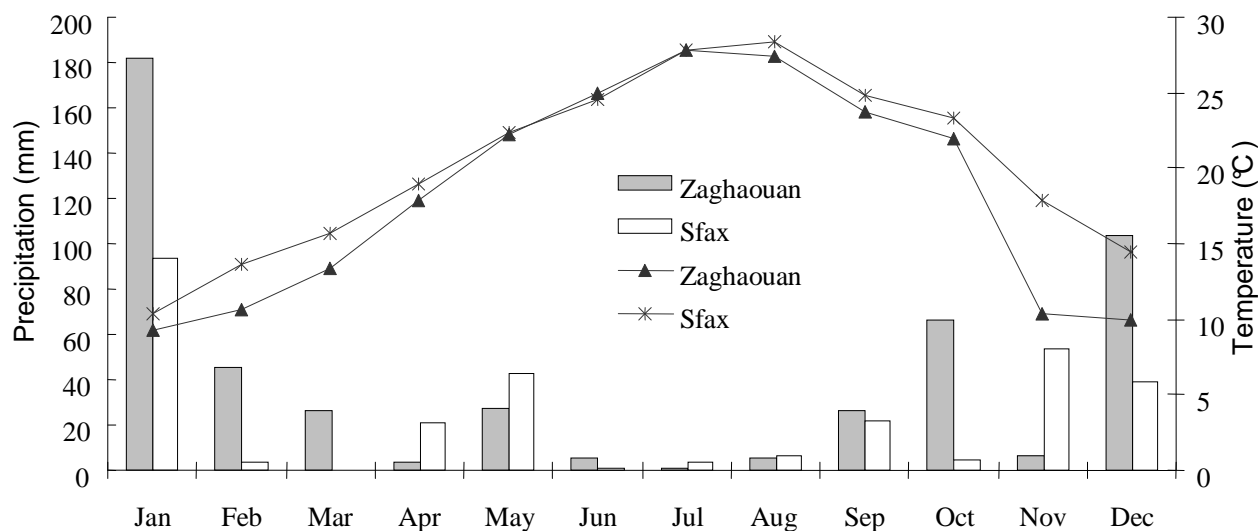 200
180
160
140
120
100
80
60
40
20
0
Precipitation (mm)
30
25
20
15
10
5
0
Temperature (°C)
Zaghaouan
Sfax
Zaghaouan
Sfax
Jan Feb Mar Apr May Jun Jul Aug Sep Oct Nov Dec